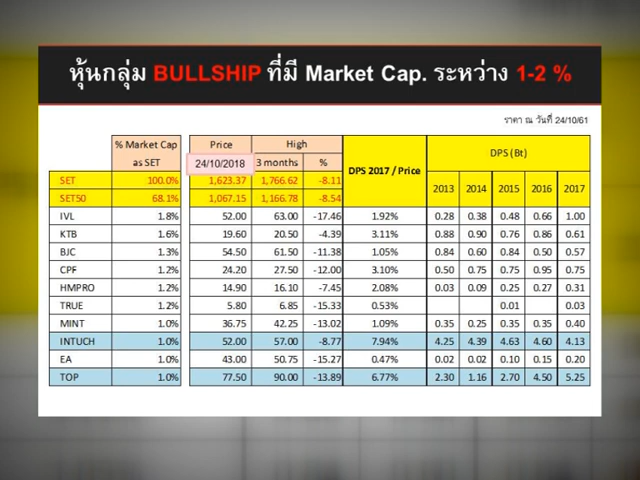 หุ้นกลุ่ม BULLSHIP ที่มี Market Cap. ระหว่าง 1-2 %
ราคา ณ วันที่ 24/10/61
% Market Cap as SET Price 24/10/2018 High 3 months % DPS 2017 / Price DPS (Bt) 2013 2014 2015 2016 2017
SET 100.0% 1,623.37 1,766.62 -8.11
SET50 68.1% 1,067.15 1,166.78 -8.54
IVL 1.8% 52.00 63.00 -17.46 1.92% 0.28 0.38 0.48 0.66 1.00
KTB 1.6% 19.60 20.50 -4.39 3.11% 0.88 0.90 0.76 0.86 0.61
BJC 1.3% 54.50 61.50 -11.38 1.05% 0.84 0.60 0.84 0.50 0.57
CPF 1.2% 24.20 27.50 -12.00 3.10% 0.50 0.75 0.75 0.95 0.75
HMPRO 1.2% 14.90 16.10 -7.45 2.08% 0.03 0.09 0.25 0.27 0.31
TRUE 1.2% 5.80 6.85 -15.33 0.53% 0.01 0.03
MINT 1.0% 36.75 42.25 -13.02 1.09% 0.35 0.25 0.35 0.35 0.40
INTUCH 1.0% 52.00 57.00 -8.77 7.94% 4.25 4.39 4.63 4.60 4.13
EA 1.0% 43.00 50.75 -15.27 0.47% 0.02 0.02 0.10 0.15 0.20
TOP 1.0% 77.50 90.00 -13.89 6.77% 2.30 1.16 2.70 4.50 5.25